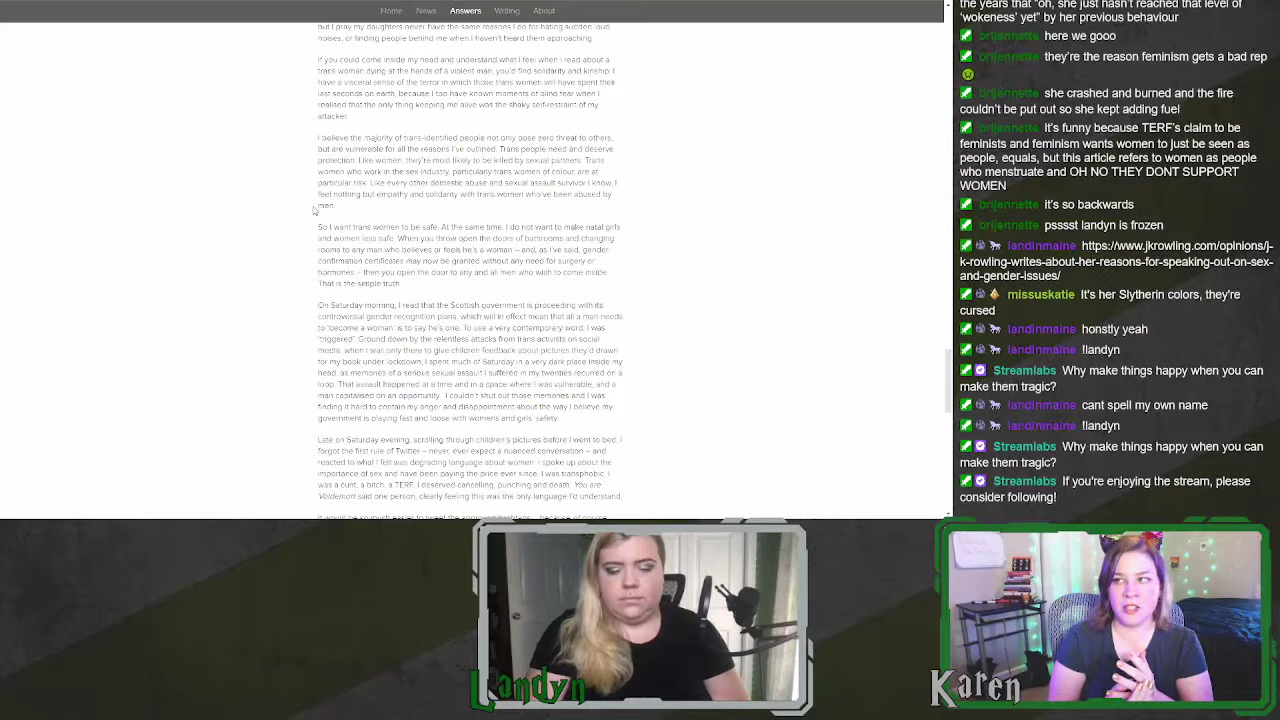 Home News Answers Writing About
but I pray my daughters never have the same reasons I do for hating sudden loud
noises, or finding people behind me when I haven't heard them approaching
If you could come inside my head and understand what I feel when I read about a
trans woman dying at the hands of a violent man, you'd find solidarity and kinship. I
have a visceral sense of the terror in which those trans women will have spent their
last seconds on earth, because I too have known moments of blind fear when I
realised that the only thing keeping me alive was the shaky self-restraint of my
attacker.
I believe the majority of trans-identified people not only pose zero threat to others,
but are vulnerable for all the reasons I've outlined. Trans people need and deserve
protection. Like women, they're most likely to be killed by sexual partners. Trans
women who work in the sex industry, particularly trans women of colour, are at
particular risk. Like every other domestic abuse and sexual assault survivor I know, I
feel nothing but empathy and solidarity with trans women who've been abused by
men.
So I want trans women to be safe. At the same time, I do not want to make natal girls
and women less safe. When you throw open the doors of bathrooms and changing
rooms to any man who believes or feels he's a woman – and, as I've said, gender
confirmation certificates may now be granted without any need for surgery or
hormones – then you open the door to any and all men who wish to come inside.
That is the simple truth.
On Saturday morning, I read that the Scottish government is proceeding with its
controversial gender recognition plans, which will in effect mean that all a man needs
to 'become a woman' is to say he's one. To use a very contemporary word, I was
'triggered'. Ground down by the relentless attacks from trans activists on social
media, when I was only there to give children feedback about pictures they'd drawn
for my book under lockdown, I spent much of Saturday in a very dark place inside my
head, as memories of a serious sexual assault I suffered in my twenties recurred on a
loop. That assault happened at a time and in a space where I was vulnerable, and a
man capitalised on an opportunity. I couldn't shut out those memories and I was
finding it hard to contain my anger and disappointment about the way I believe my
government is playing fast and loose with womens and girls' safety.
Late on Saturday evening, scrolling through children's pictures before I went to bed, I
forgot the first rule of Twitter – never, ever expect a nuanced conversation – and
reacted to what I felt was degrading language about women. I spoke up about the
importance of sex and have been paying the price ever since. I was transphobic, I
was a cunt, a bitch, a TERF, I deserved cancelling, punching and death. You are
Voldemort said one person, clearly feeling this was the only language I'd understand.
It would be so much easier to tweet the approved hashtags – because of course
the years that "oh, she just hasn't reached that level of
"wokeness' yet") by her previous behaviour
brijennette here we gooo
brijennette they're the reason feminism gets a bad rep
brijennette she crashed and burned and the fire
couldn't be put out so she kept adding fuel
brijennette it's funny because TERF's claim to be
feminists and feminism want women to just be seen as
people, equals, but this article refers to women as people
who menstruate and OH NO THEY DONT SUPPORT
WOMEN
brijennette it's so backwards
brijennette pssst landyn is frozen
landinmaine https://www.jkrowling.com/opinions/j-
k-rowling-writes-about-her-reasons-for-speaking-out-on-sex-
and-gender-issues/
missuskatie It's her Slytherin colors, they're
cursed
landinmaine honstly yeah
landinmaine !landyn
Streamlabs Why make things happy when you can
make them tragic?
landinmaine cant spell my own name
landinmaine !landyn
Streamlabs Why make things happy when you can
make them tragic?
Streamlabs If you're enjoying the stream, please
consider following!
Landyn
Karen